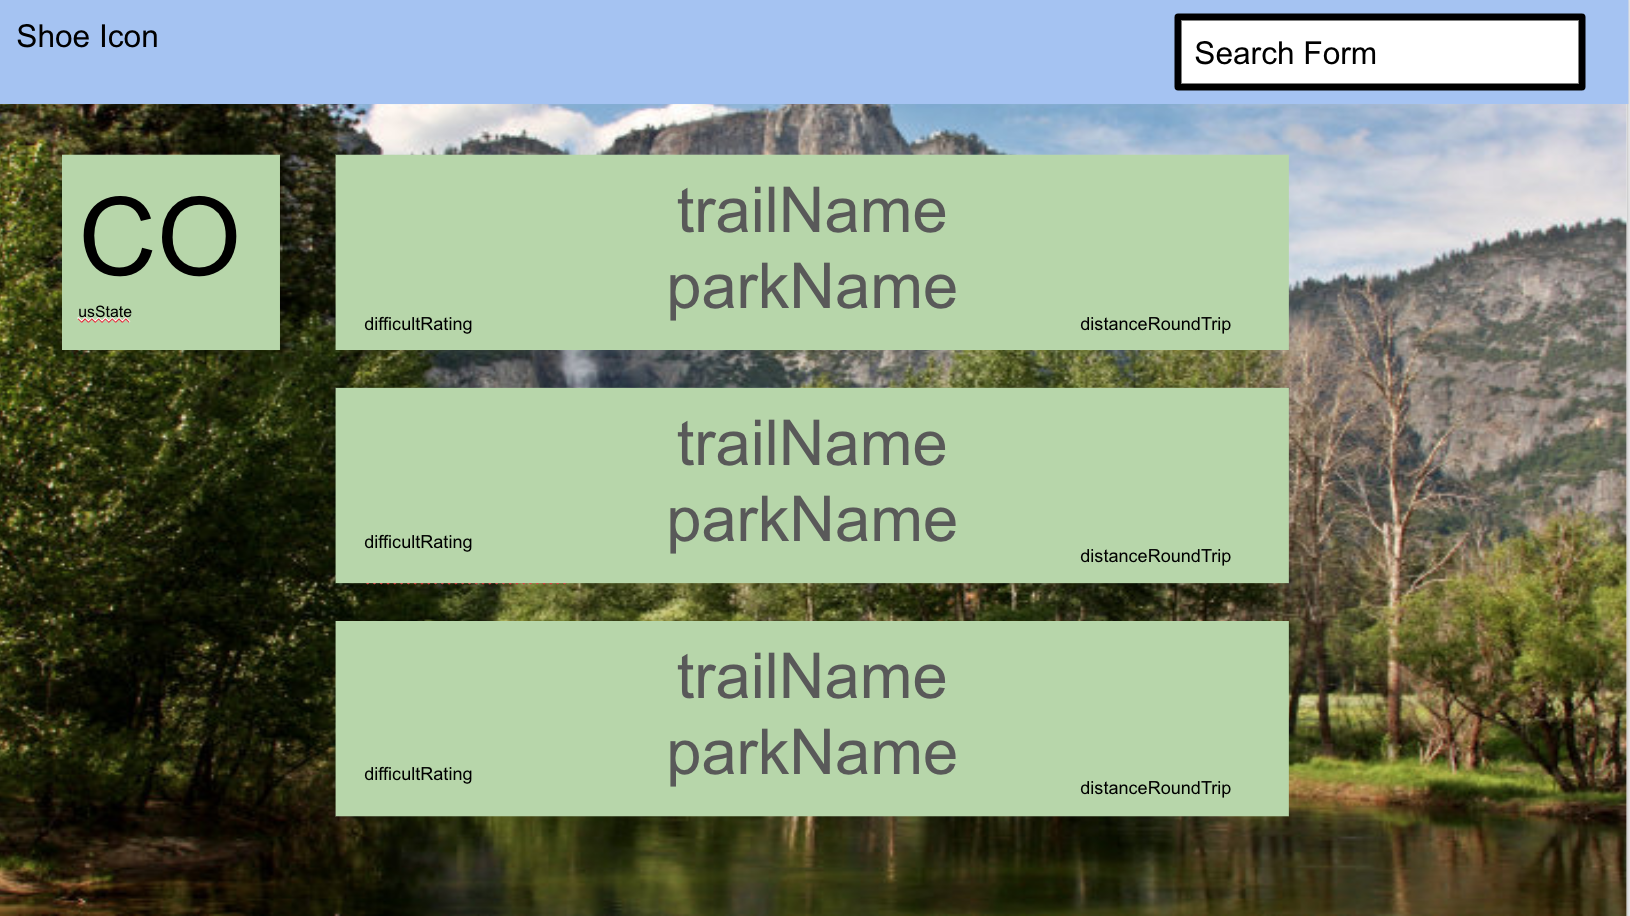 Shoe Icon
Search Form
CO
usState
trailName
parkName
difficultRating
distanceRoundTrip
trailName
parkName
difficultRating
distanceRoundTrip
trailName
parkName
difficultRating
distanceRoundTrip